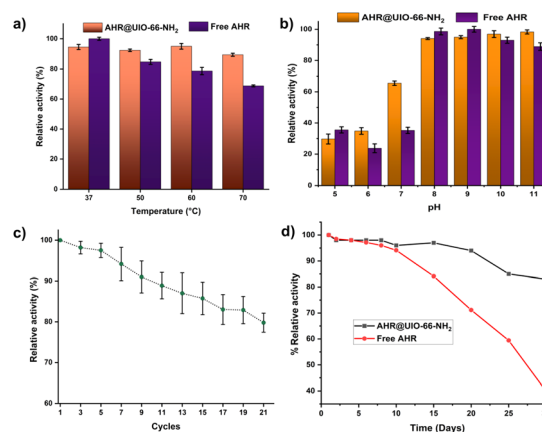 a)
AHR@UIO-66-NH2
Free AHR
Relative activity (%)
100
80
60
40
20
0
37
50
60
70
Temperature (°C)
b)
AHR@UIO-66-NH2
Free AHR
Relative activity (%)
100
80
60
40
20
0
5
6
7
8
9
10
11
pH
c)
Relative activity (%)
100
90
80
70
60
1
3
5
7
9
11
13
15
17
19
21
Cycles
d)
% Relative activity
100
90
80
70
60
50
40
AHR@UIO-66-NH2
Free AHR
0
5
10
15
20
25
Time (Days)